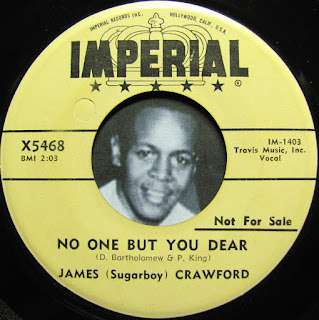 IMPERIAL RECORDS INC. HOLLYWOOD, CALIF., U.S.A.
IMPERIAL
®
X5468
BMI 2:03
IM-1403
Travis Music, Inc.
Vocal
Not For Sale
NO ONE BUT YOU DEAR
(D. Bartholomew & P. King)
JAMES (Sugarboy) CRAWFORD